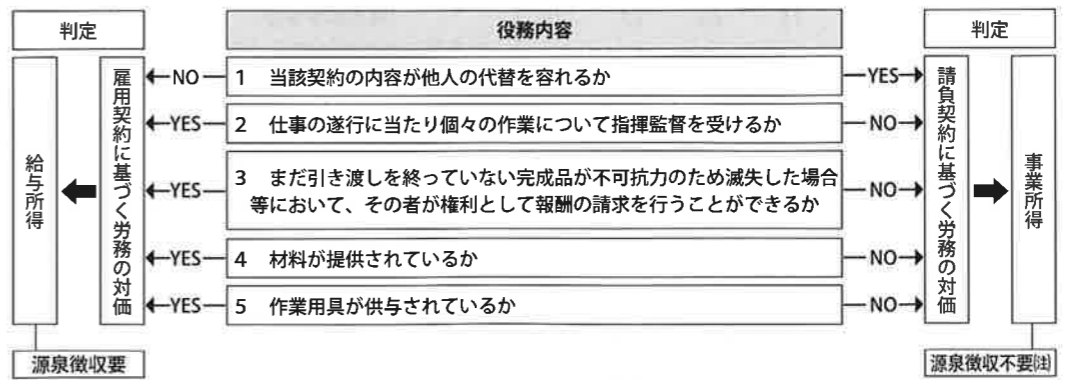 判定
役務内容
判定
NO
1 当該契約の内容が他人の代替を容れるか
YES
YES
2 仕事の遂行に当たり個々の作業について指揮監督を受けるか
NO
YES
3 まだ引き渡しを終っていない完成品が不可抗力のため滅失した場合
等において、その者が権利として報酬の請求を行うことができるか
NO
YES
4 材料が提供されているか
NO
YES
5 作業用具が供与されているか
NO
給与所得
雇用契約に基づく労務の対価
請負契約に基づく労務の対価
事業所得
源泉徴収要
源泉徴収不要(注)